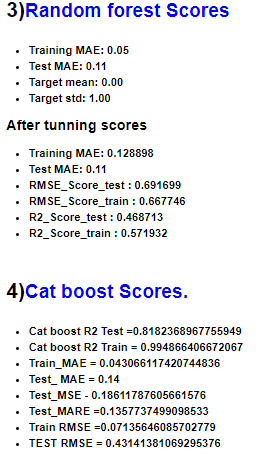 3)Random forest Scores
• Training MAE: 0.05
• Test MAE: 0.11
• Target mean: 0.00
• Target std: 1.00
After tunning scores
• Training MAE: 0.128898
• Test MAE: 0.11
• RMSE_Score_test : 0.691699
• RMSE_Score_train : 0.667746
• R2_Score_test : 0.468713
• R2_Score_train : 0.571932
4)Cat boost Scores.
• Cat boost R2 Test =0.8182368967755949
• Cat boost R2 Train = 0.994866406672067
• Train_MAE = 0.043066117420744836
• Test_ MAE = 0.14
• Test_MSE - 0.18611787605661576
• Test_MARE =0.1357737499098533
• Train RMSE =0.07135646085702779
• TEST RMSE = 0.43141381069295376